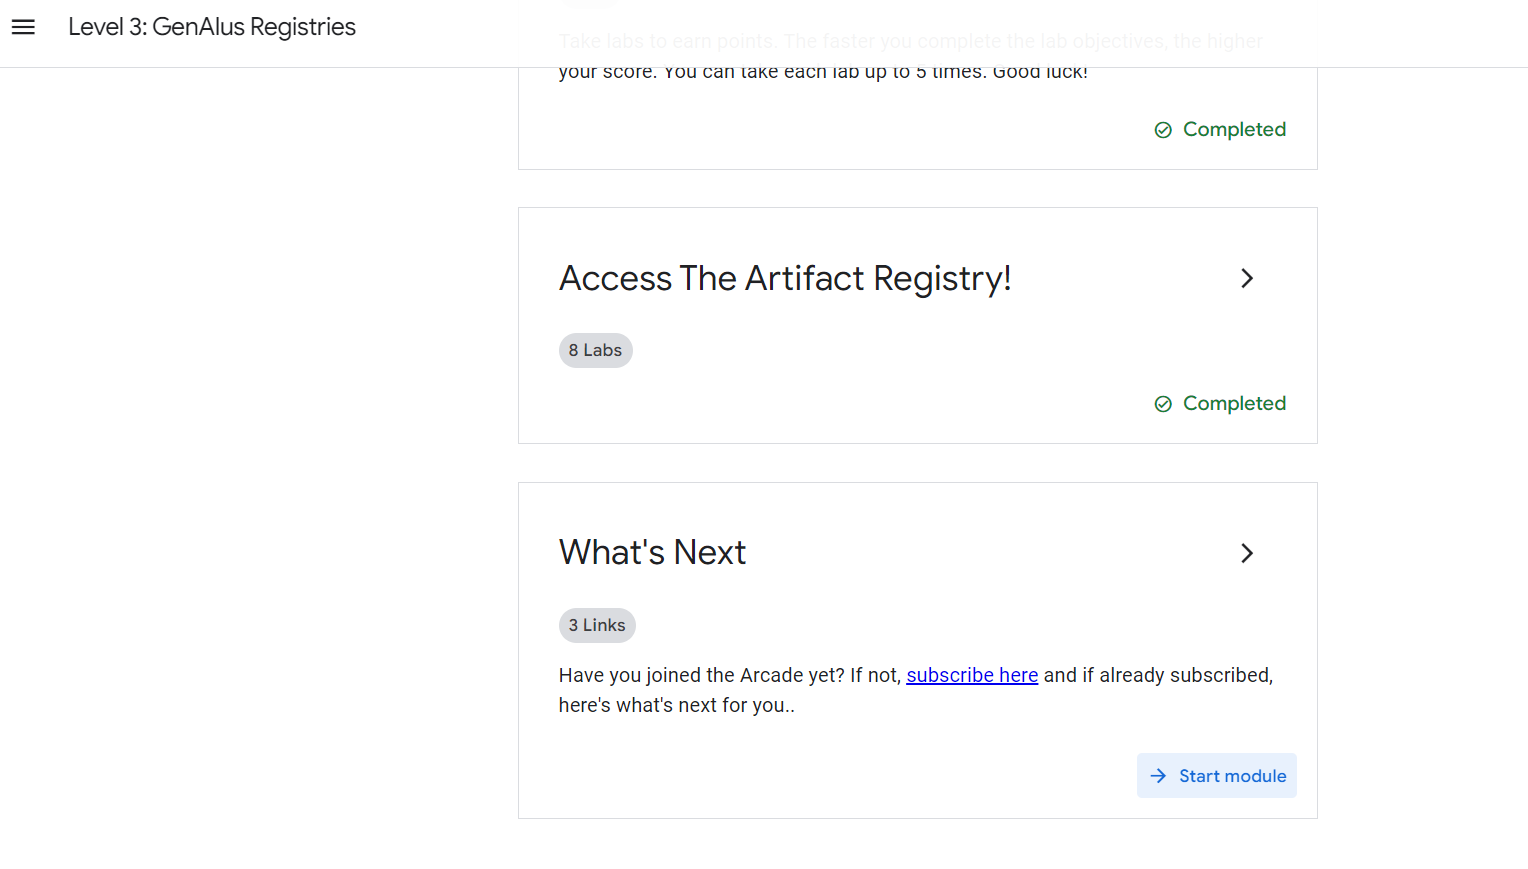 Level 3: GenAIus Registries
Take labs to earn points. The faster you complete the lab objectives, the higher
your score. You can take each lab up to 5 times. Good luck!
Completed
Access The Artifact Registry!
8 Labs
Completed
What's Next
3 Links
Have you joined the Arcade yet? If not, subscribe here and if already subscribed,
here's what's next for you..
Start module